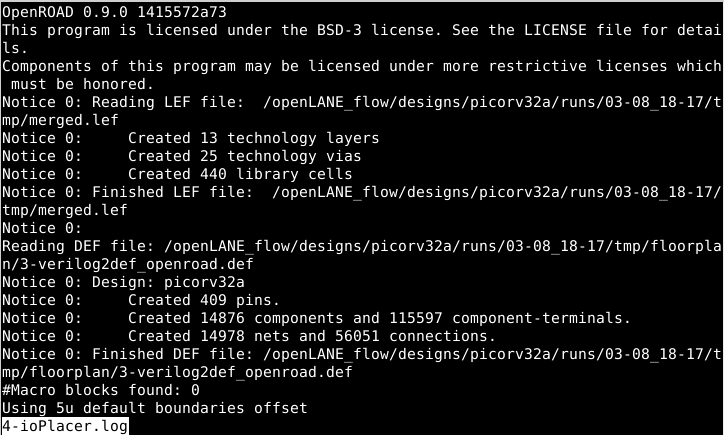 OpenROAD 0.9.0 1415572a73
This program is licensed under the BSD-3 license. See the LICENSE file for detai
ls.
Components of this program may be licensed under more restrictive licenses which
 must be honored.
Notice 0: Reading LEF file:  /openLANE_flow/designs/picorv32a/runs/03-08_18-17/t
mp/merged.lef
Notice 0:     Created 13 technology layers
Notice 0:     Created 25 technology vias
Notice 0:     Created 440 library cells
Notice 0: Finished LEF file:  /openLANE_flow/designs/picorv32a/runs/03-08_18-17/
tmp/merged.lef
Notice 0:
Reading DEF file: /openLANE_flow/designs/picorv32a/runs/03-08_18-17/tmp/floorpla
n/3-verilog2def_openroad.def
Notice 0: Design: picorv32a
Notice 0:     Created 409 pins.
Notice 0:     Created 14876 components and 115597 component-terminals.
Notice 0:     Created 14978 nets and 56051 connections.
Notice 0: Finished DEF file: /openLANE_flow/designs/picorv32a/runs/03-08_18-17/t
mp/floorplan/3-verilog2def_openroad.def
#Macro blocks found: 0
Using 5u default boundaries offset
4-ioPlacer.log